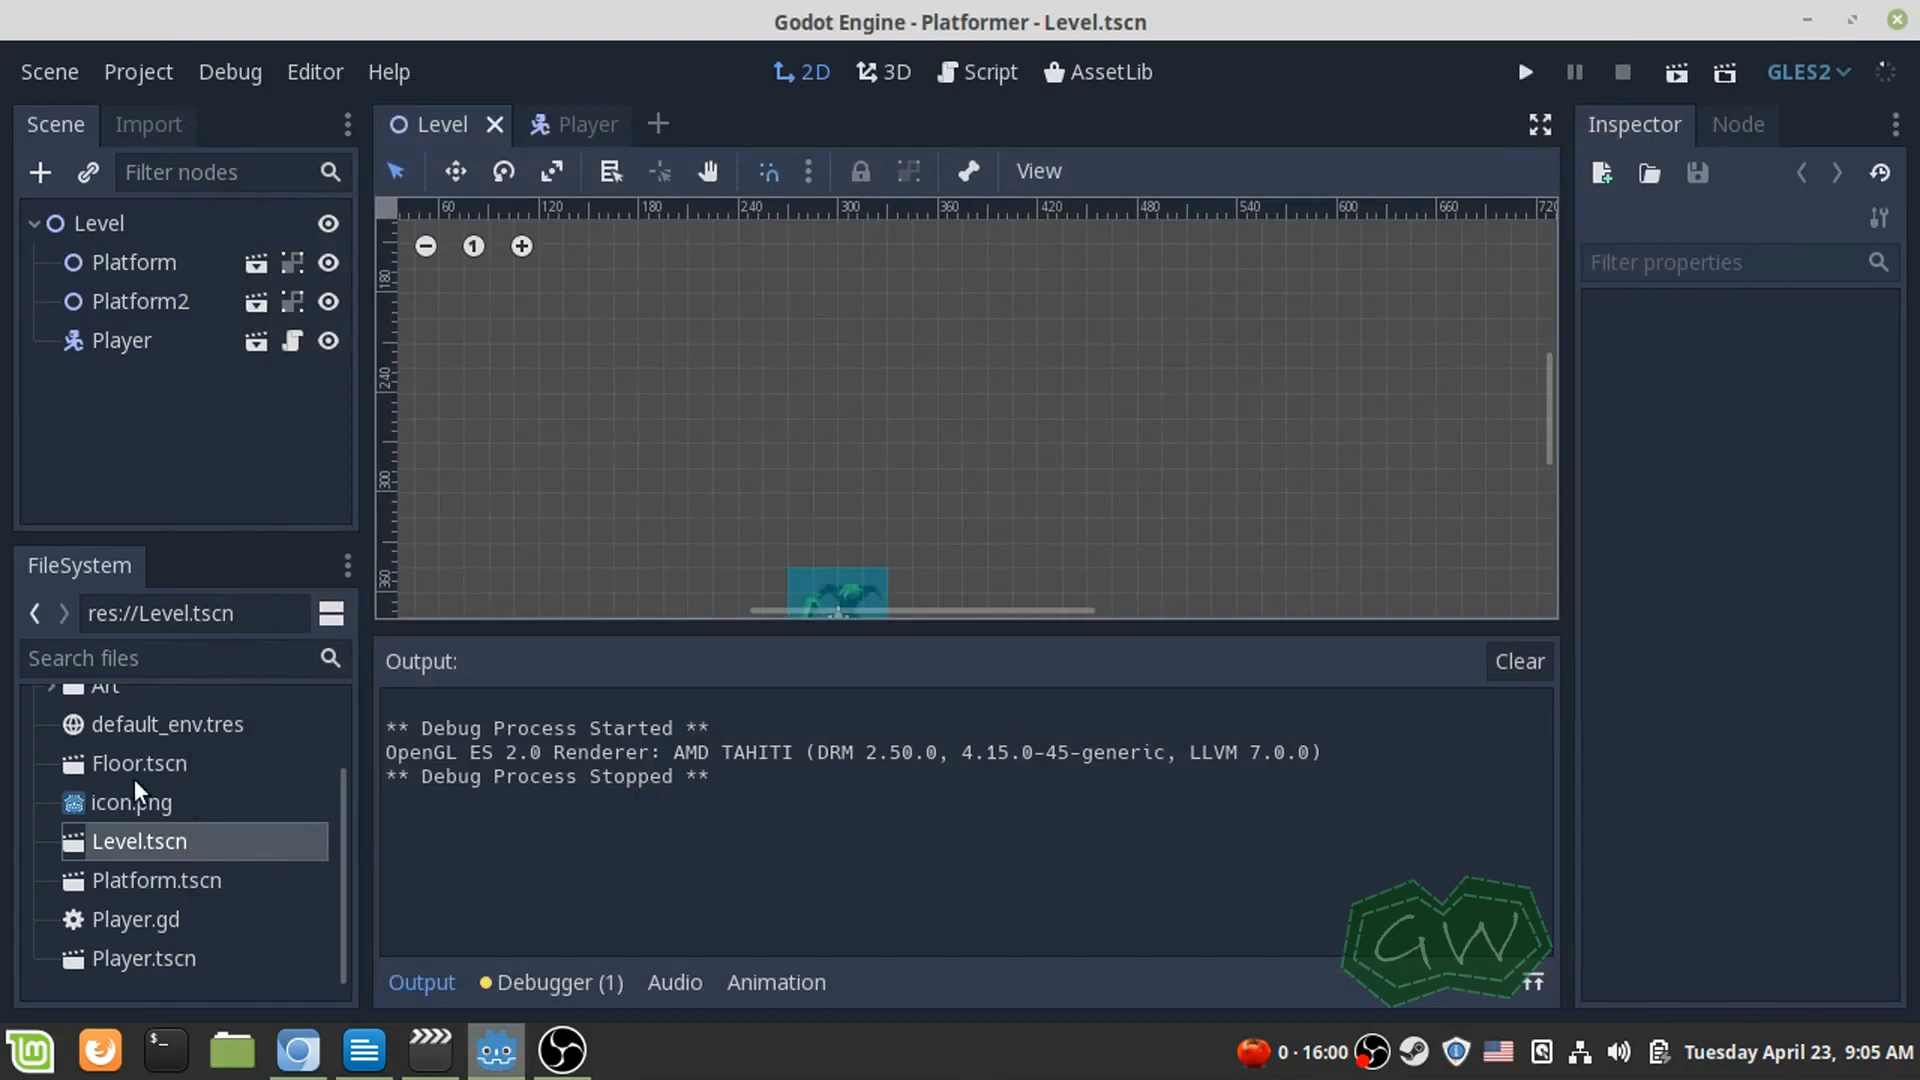 Godot Engine - Platformer - Level.tscn
Scene Project Debug Editor Help 2D 3D Script AssetLib GLES2
Scene Import Level Player Inspector Node
Filter nodes View
60 120 180 240 300 360 420 480 540 600 660 720
Level
1
180
Platform
Filter properties
Platform2
Player
240
300
FileSystem
360
res://Level.tscn
Search files
Output:
Clear
Art
default_env.tres
** Debug Process Started **
Floor.tscn
OpenGL ES 2.0 Renderer: AMD TAHITI (DRM 2.50.0, 4.15.0-45-generic, LLVM 7.0.0)
** Debug Process Stopped **
icon.png
Level.tscn
Platform.tscn
Player.gd
GW
Player.tscn
Output Debugger (1) Audio Animation
0 · 16:00 Tuesday April 23, 9:05 AM